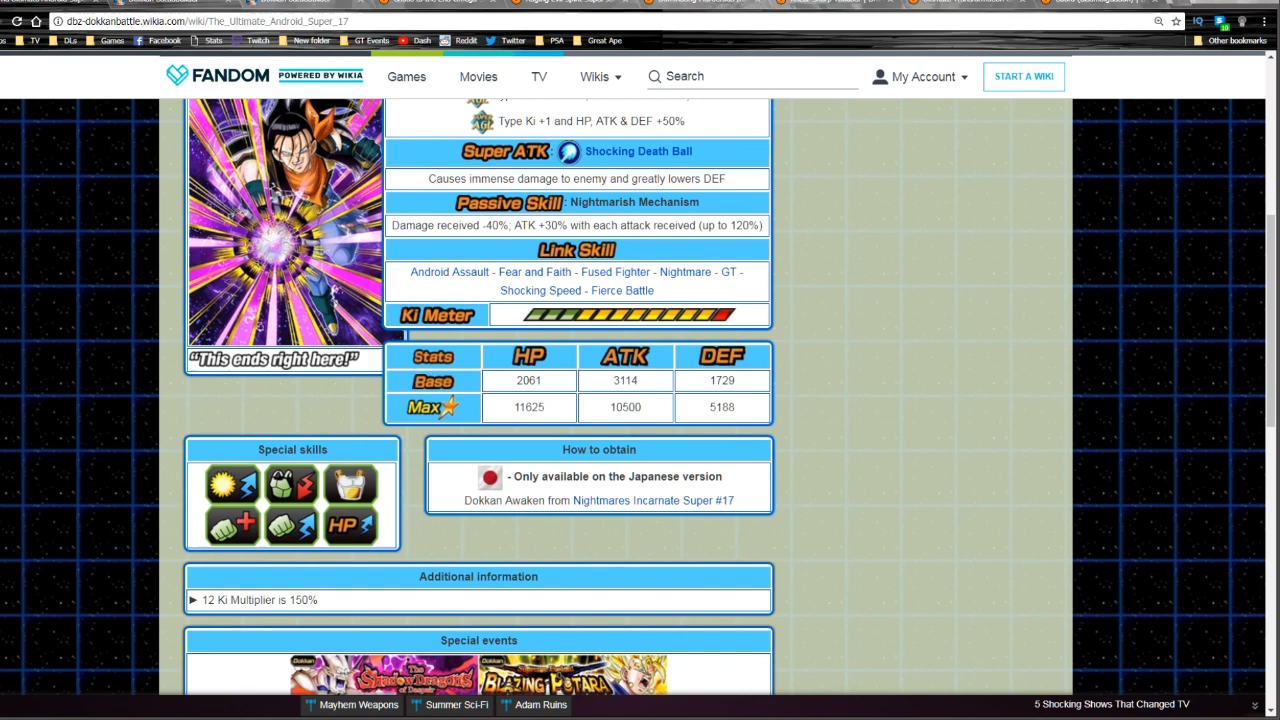 dbz-dokkanbattle.wikia.com/wiki/The_Ultimate_Android_Super_17
Ps TV DLs Games Facebook Stats Twitch New folder GT Events Dash Reddit Twitter PSA Great Ape Other bookmarks
FANDOM POWERED BY WIKIA Games Movies TV Wikis Search My Account START A WIKI
Type Ki +1 and HP, ATK & DEF +50%
Super ATK: Shocking Death Ball
Causes immense damage to enemy and greatly lowers DEF
Passive Skill: Nightmarish Mechanism
Damage received -40%; ATK +30% with each attack received (up to 120%)
Link Skill
Android Assault - Fear and Faith - Fused Fighter - Nightmare - GT -
Shocking Speed - Fierce Battle
Ki Meter
"This ends right here!"
Stats HP ATK DEF
Base 2061 3114 1729
Max 11625 10500 5188
Special skills
HP
How to obtain
- Only available on the Japanese version
Dokkan Awaken from Nightmares Incarnate Super #17
Additional information
► 12 Ki Multiplier is 150%
Special events
Dokkan The Shadow Dragons of Despair
Dokkan BLAZING POTARA
Mayhem Weapons Summer Sci-Fi Adam Ruins 5 Shocking Shows That Changed TV